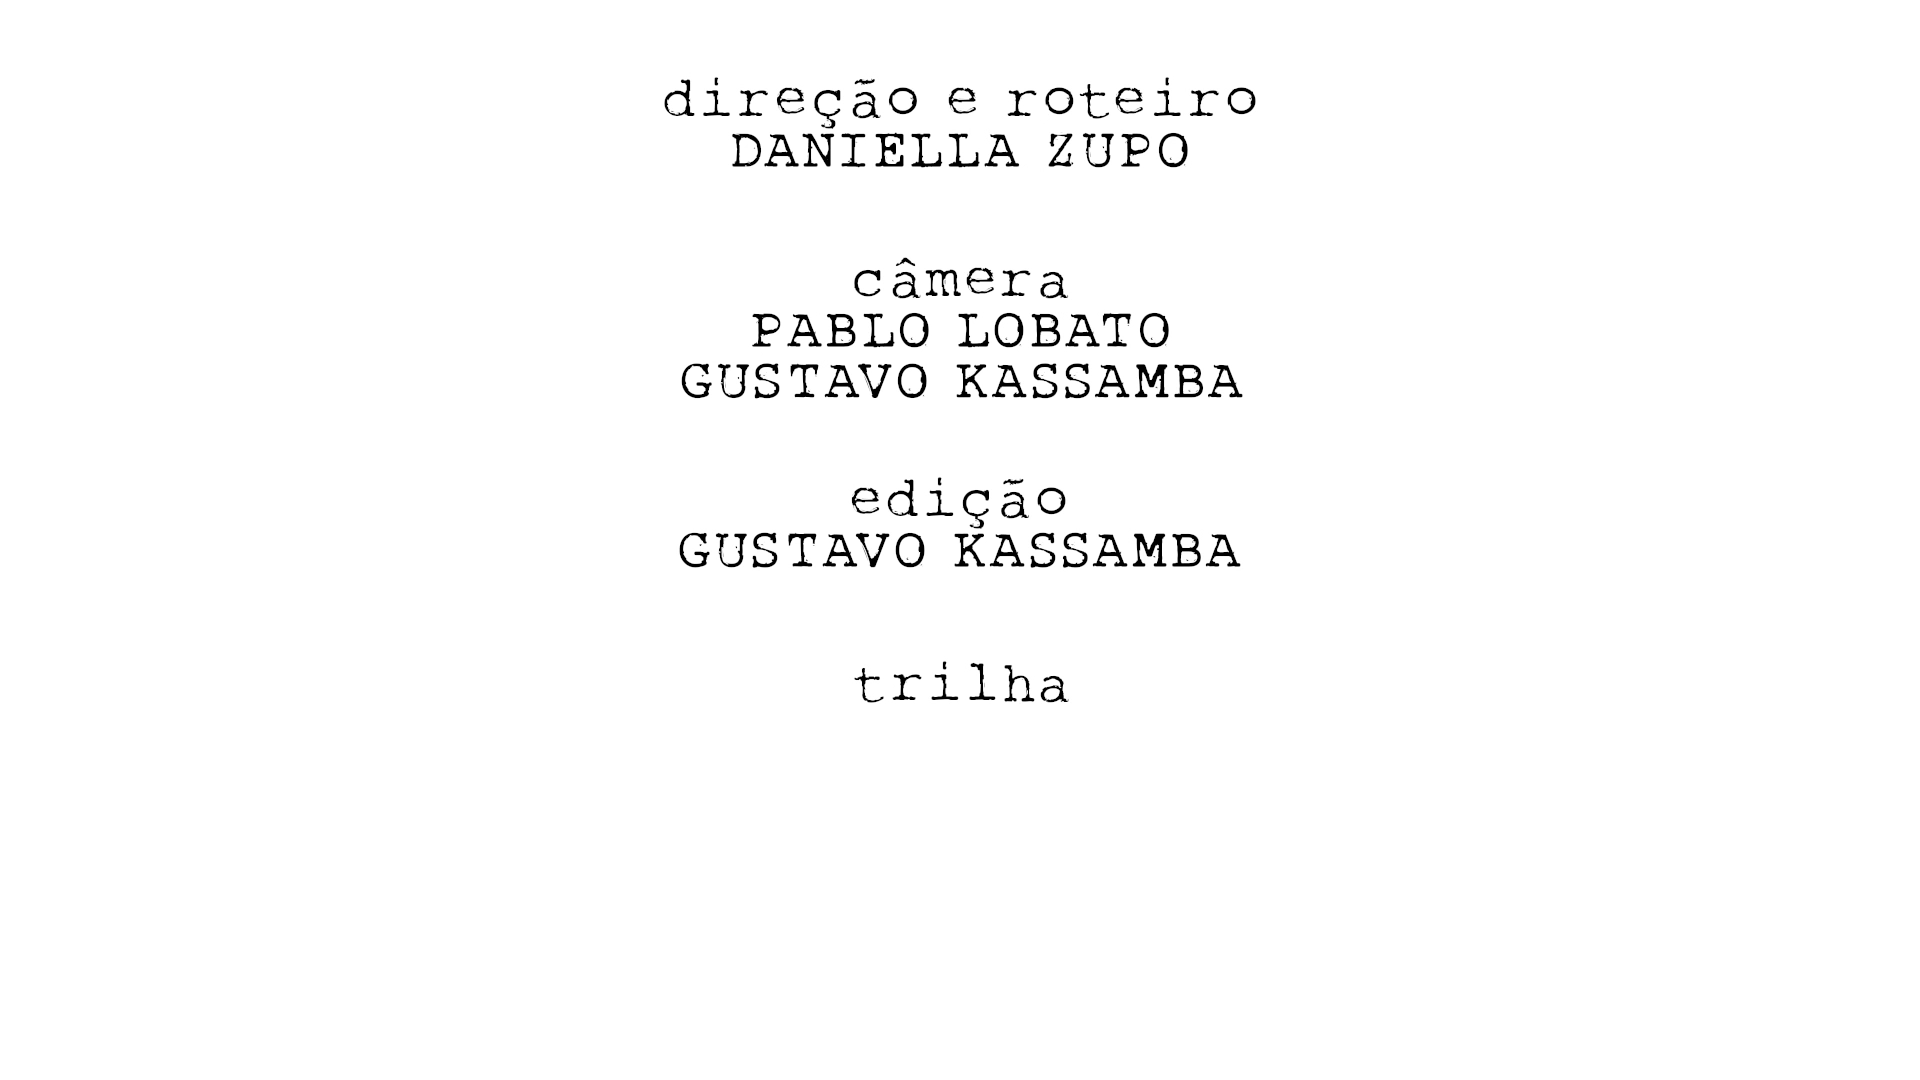 direção e roteiro
DANIELLA ZUPO
câmera
PABLO LOBATO
GUSTAVO KASSAMBA
edição
GUSTAVO KASSAMBA
trilha